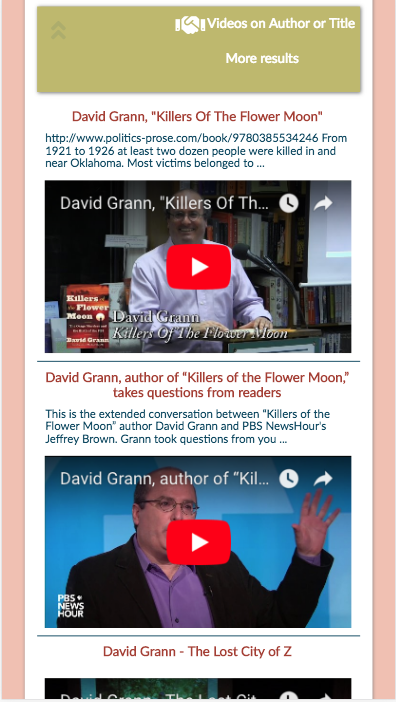 Videos on Author or Title
More results
David Grann, "Killers Of The Flower Moon"
http://www.politics-prose.com/book/9780385534246 From
1921 to 1926 at least two dozen people were killed in and
near Oklahoma. Most victims belonged to ...
David Grann, "Killers Of Th...
Killers of
the Flower
Moon
David Grann
David Grann
Killers Of The Flower Moon
David Grann, author of “Killers of the Flower Moon,”
takes questions from readers
This is the extended conversation between “Killers of the
Flower Moon” author David Grann and PBS NewsHour's
Jeffrey Brown. Grann took questions from you ...
David Grann, author of “Kil...
PBS
NEWS
HOUR
David Grann - The Lost City of Z
David Grann - The Lost Cit